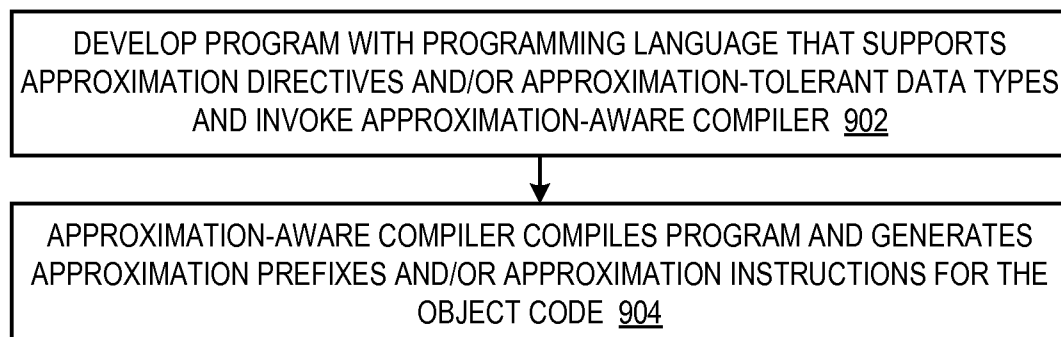 DEVELOP PROGRAM WITH PROGRAMMING LANGUAGE THAT SUPPORTS
APPROXIMATION DIRECTIVES AND/OR APPROXIMATION-TOLERANT DATA TYPES
AND INVOKE APPROXIMATION-AWARE COMPILER 902
APPROXIMATION-AWARE COMPILER COMPILES PROGRAM AND GENERATES
APPROXIMATION PREFIXES AND/OR APPROXIMATION INSTRUCTIONS FOR THE
OBJECT CODE 904